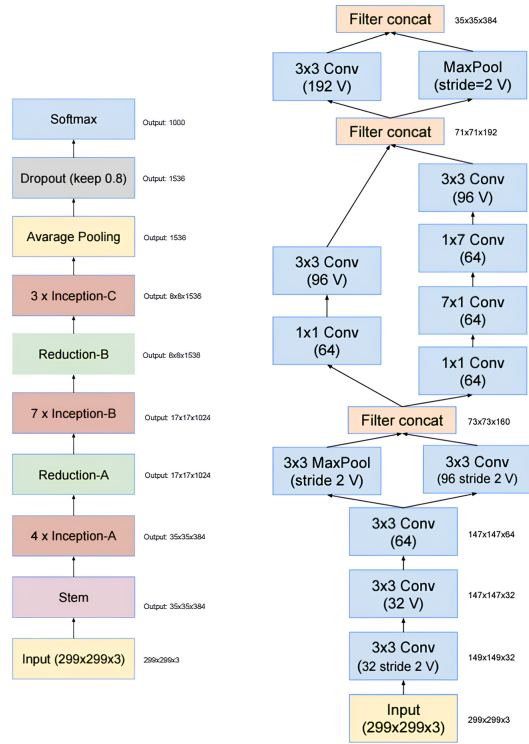 Softmax
Output: 1000
Dropout (keep 0.8)
Output: 1536
Avarage Pooling
Output: 1536
3 x Inception-C
Output: 8x8x1536
Reduction-B
Output: 8x8x1536
7 x Inception-B
Output: 17x17x1024
Reduction-A
Output: 17x17x1024
4 x Inception-A
Output: 35x35x384
Stem
Output: 35x35x384
Input (299x299x3)
299x299x3
Filter concat
35x35x384
3x3 Conv
(192 V)
MaxPool
(stride=2 V)
Filter concat
71x71x192
3x3 Conv
(96 V)
1x7 Conv
(64)
3x3 Conv
(96 V)
7x1 Conv
(64)
1x1 Conv
(64)
1x1 Conv
(64)
Filter concat
73x73x160
3x3 MaxPool
(stride 2 V)
3x3 Conv
(96 stride 2 V)
3x3 Conv
(64)
147x147x64
3x3 Conv
(32 V)
147x147x32
3x3 Conv
(32 stride 2 V)
149x149x32
Input
(299x299x3)
299x299x3